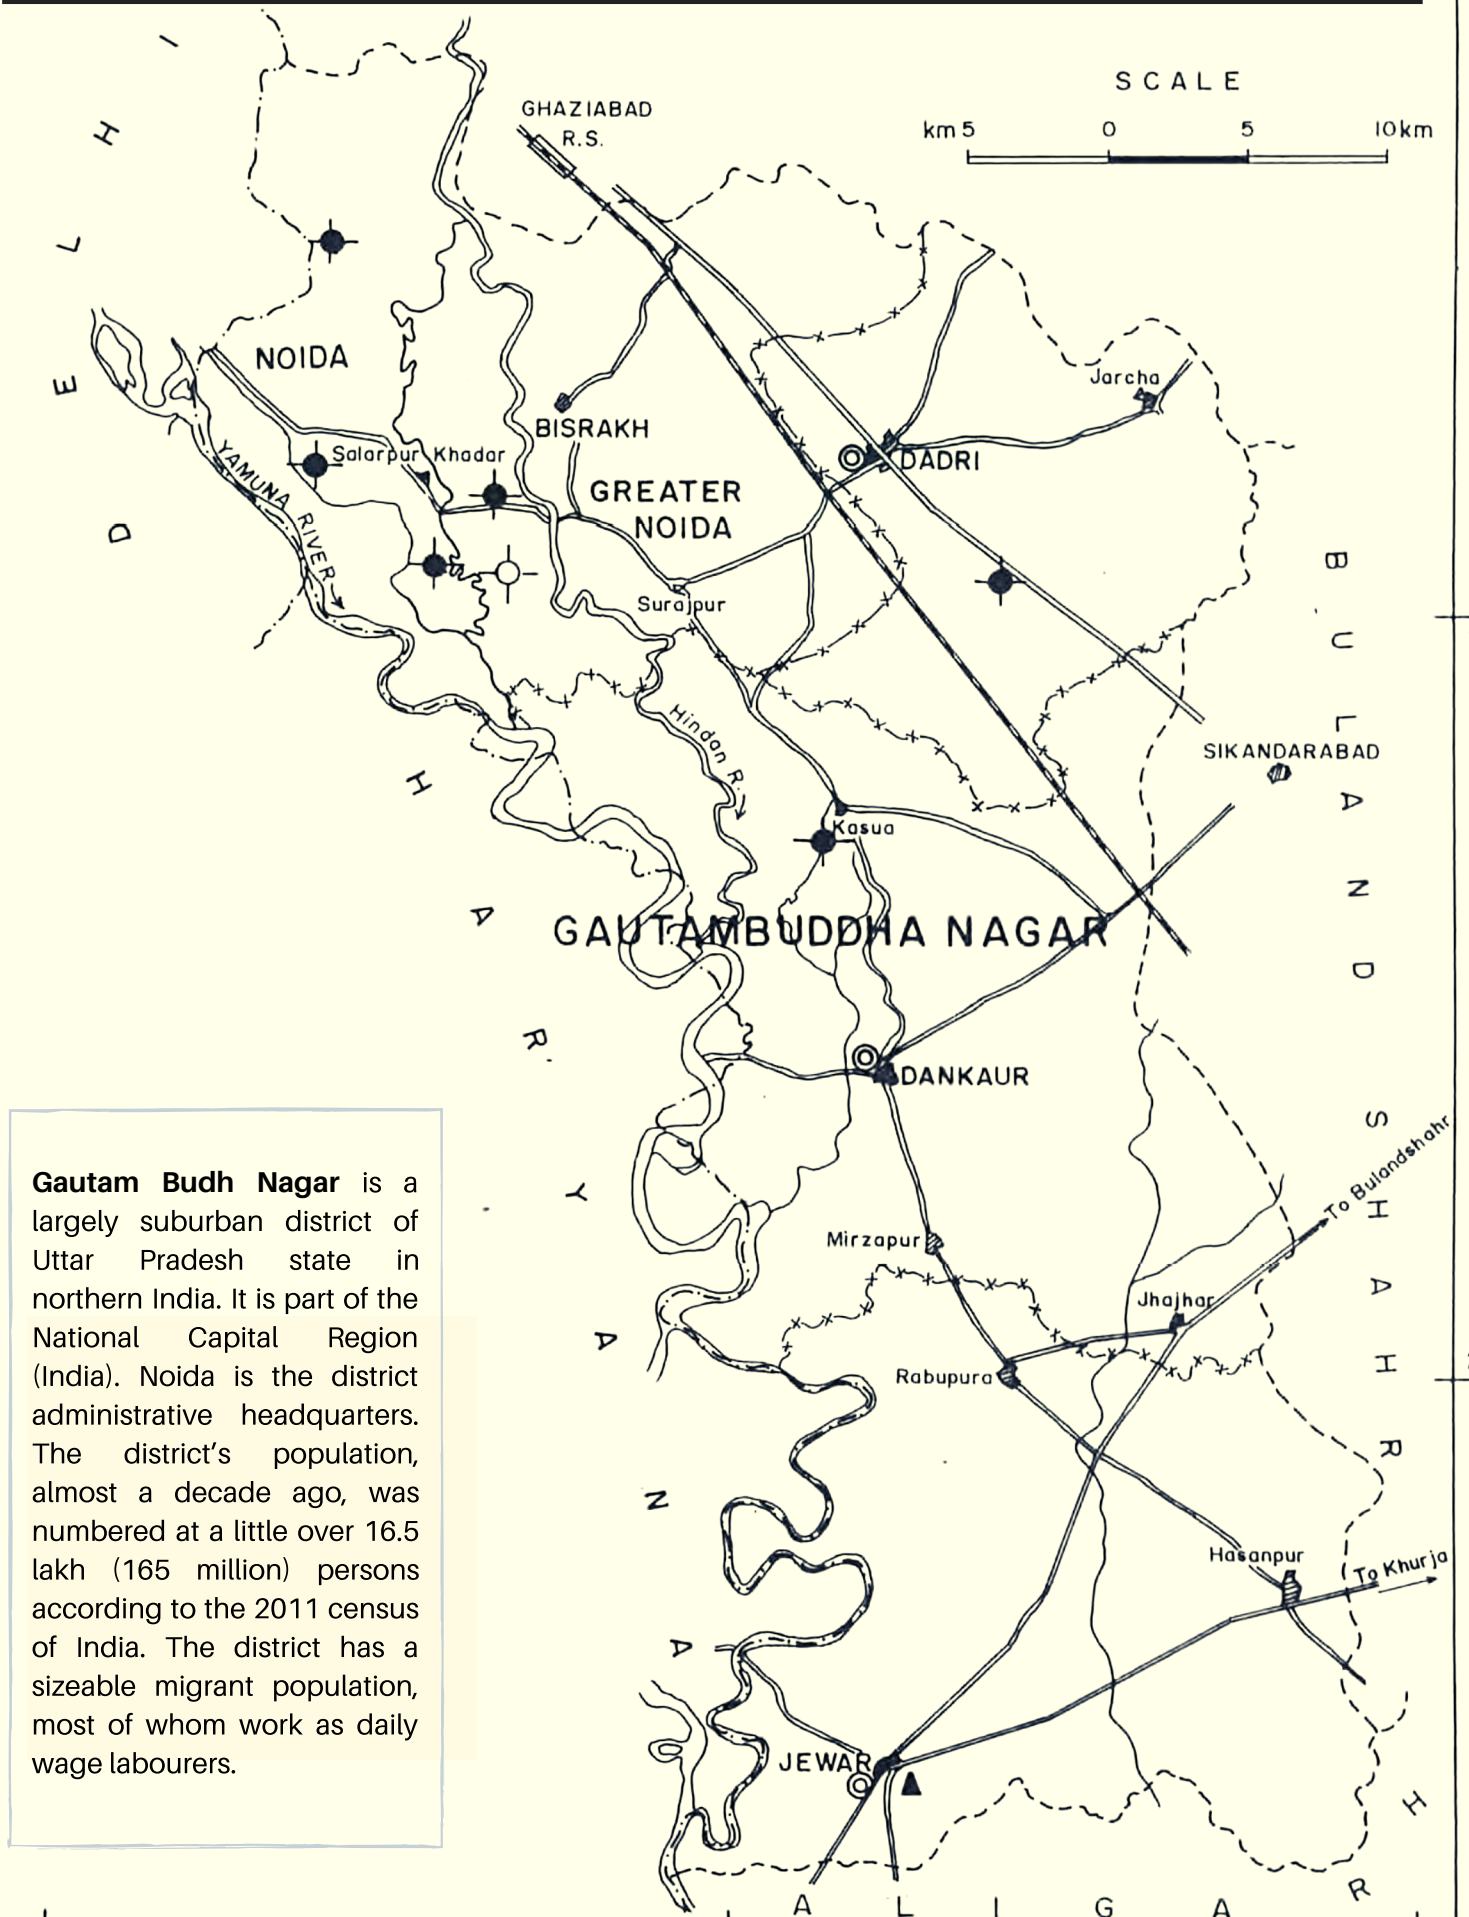 SCALE
km 5 0 5 10km
GHAZIABAD
R.S.
DELHI
NOIDA
Jarcha
BISRAKH
Salarpur Khadar
DADRI
GREATER
NOIDA
YAMUNA RIVER
Surajpur
Hindan R.
SIKANDARABAD
Kasua
GAUTAMBUDDHA NAGAR
HARYANA
BULANDSHAHR
DANKAUR
To Bulandshahr
Mirzapur
Jhajhar
Rabupura
Hasanpur
To Khurja
JEWAR
ALIGARH
Gautam Budh Nagar is a
largely suburban district of
Uttar Pradesh state in
northern India. It is part of the
National Capital Region
(India). Noida is the district
administrative headquarters.
The district's population,
almost a decade ago, was
numbered at a little over 16.5
lakh (165 million) persons
according to the 2011 census
of India. The district has a
sizeable migrant population,
most of whom work as daily
wage labourers.